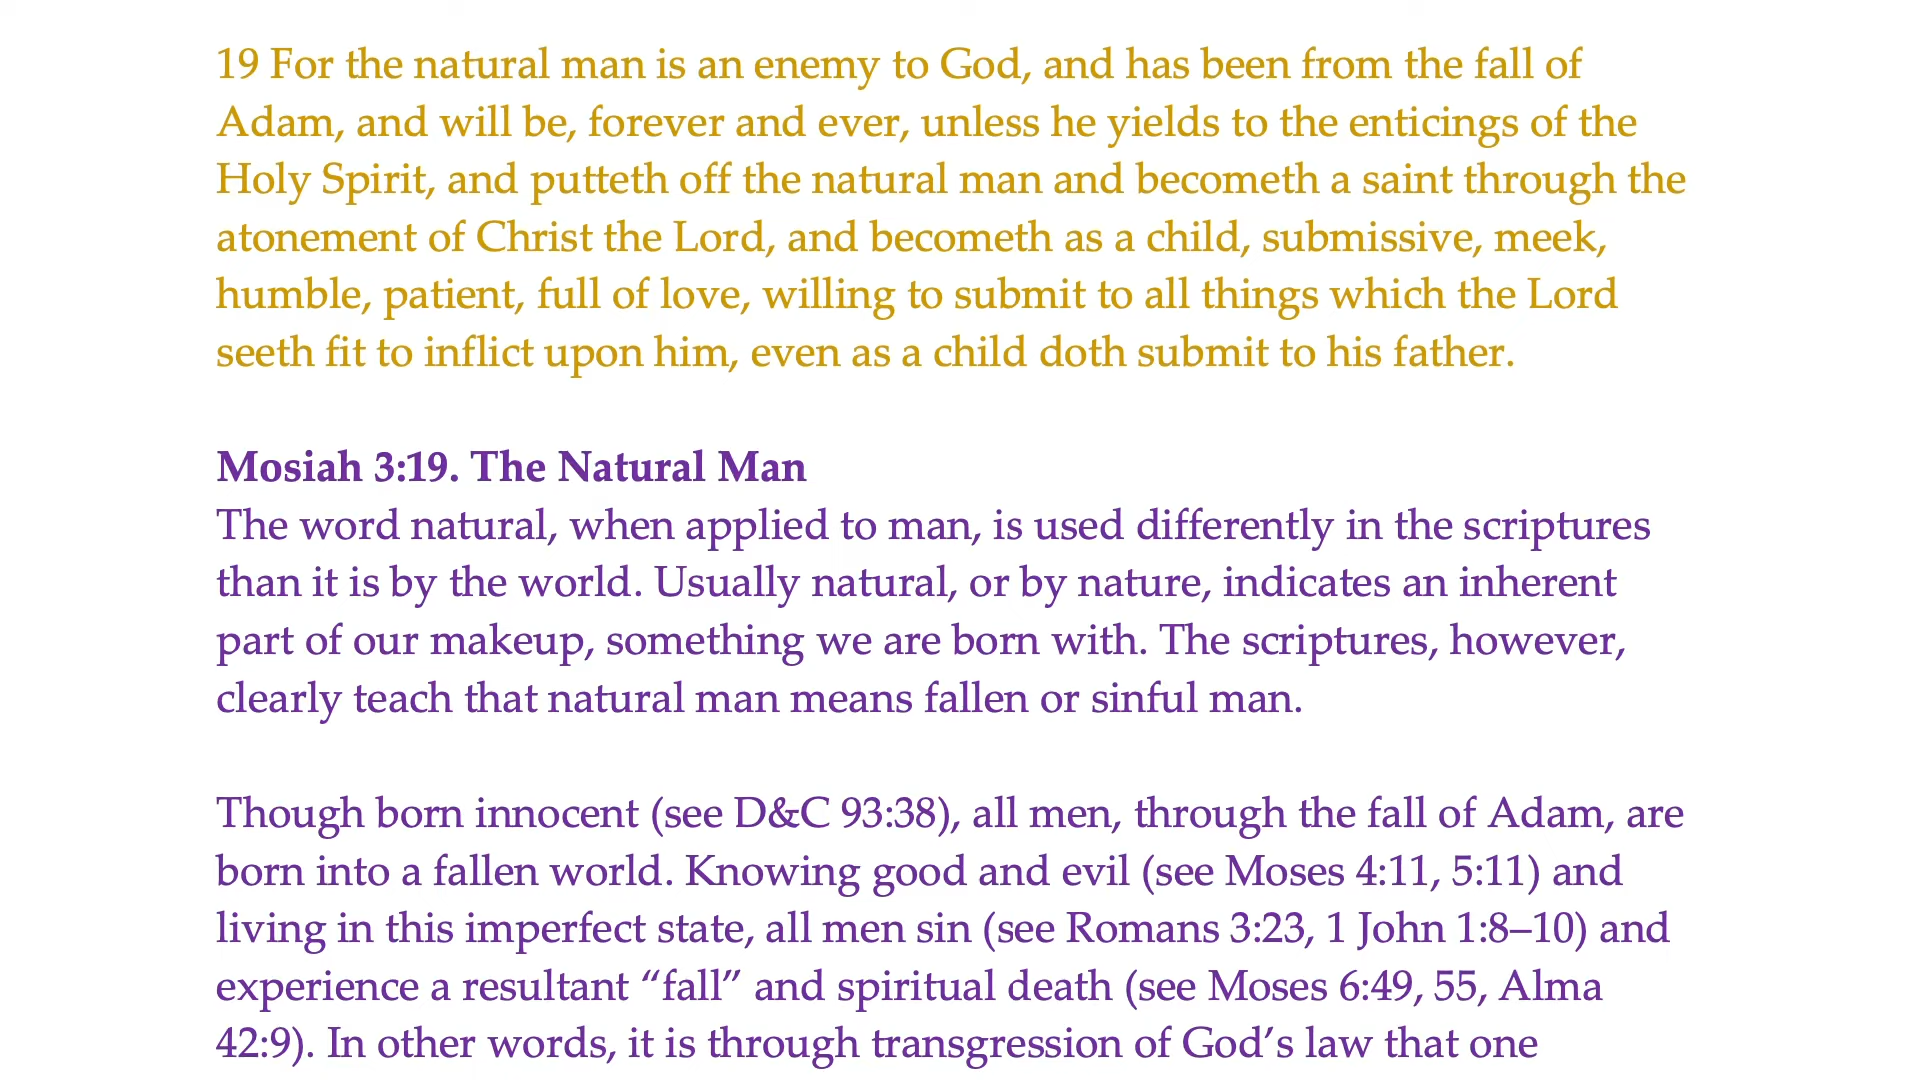 19 For the natural man is an enemy to God, and has been from the fall of
Adam, and will be, forever and ever, unless he yields to the enticings of the
Holy Spirit, and putteth off the natural man and becometh a saint through the
atonement of Christ the Lord, and becometh as a child, submissive, meek,
humble, patient, full of love, willing to submit to all things which the Lord
seeth fit to inflict upon him, even as a child doth submit to his father.
Mosiah 3:19. The Natural Man
The word natural, when applied to man, is used differently in the scriptures
than it is by the world. Usually natural, or by nature, indicates an inherent
part of our makeup, something we are born with. The scriptures, however,
clearly teach that natural man means fallen or sinful man.
Though born innocent (see D&C 93:38), all men, through the fall of Adam, are
born into a fallen world. Knowing good and evil (see Moses 4:11, 5:11) and
living in this imperfect state, all men sin (see Romans 3:23, 1 John 1:8–10) and
experience a resultant “fall” and spiritual death (see Moses 6:49, 55, Alma
42:9). In other words, it is through transgression of God’s law that one